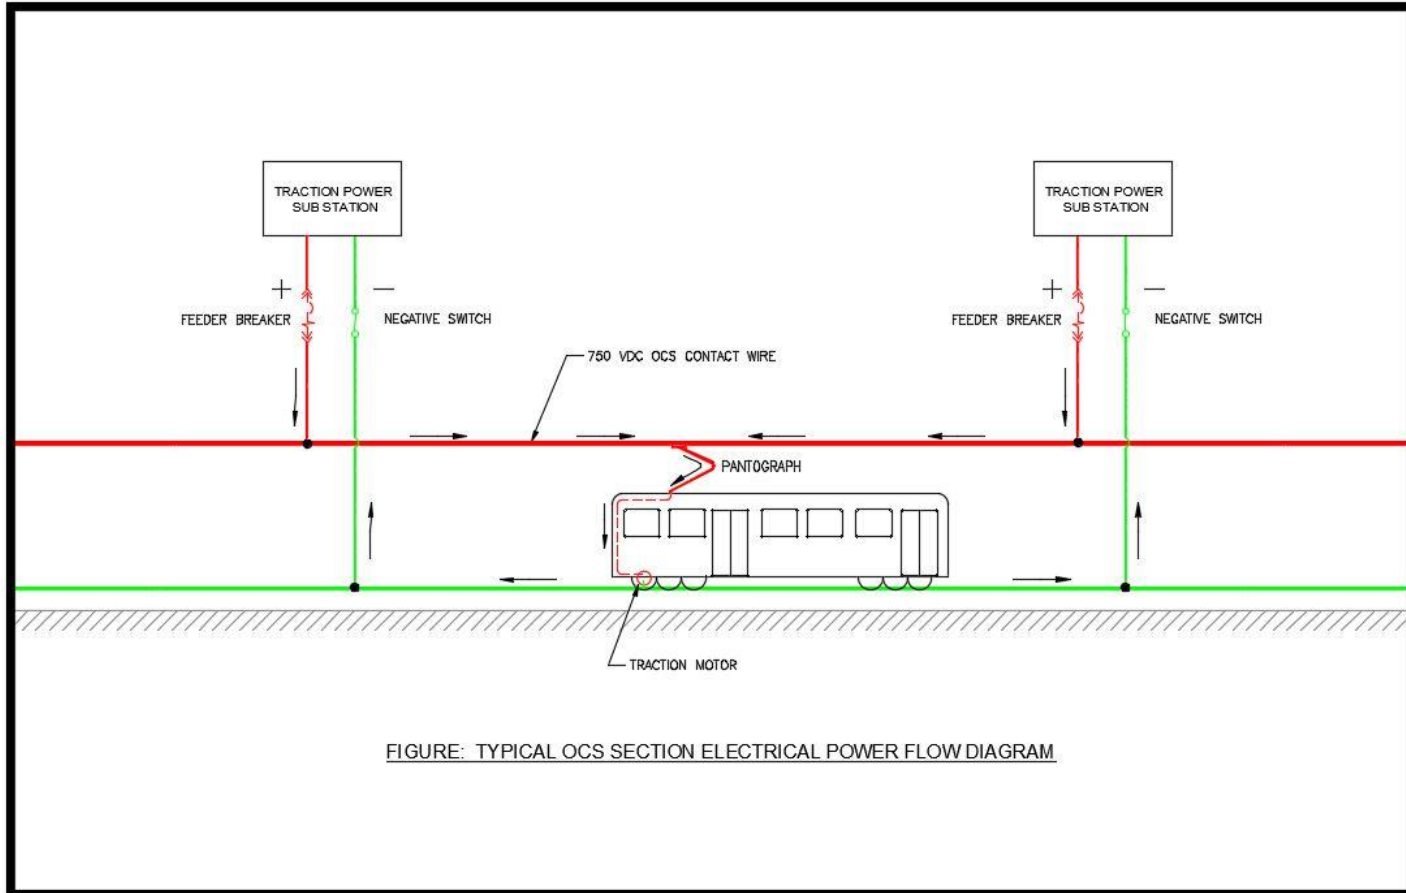 TRACTION POWER
SUB STATION
TRACTION POWER
SUB STATION
+
—
FEEDER BREAKER
NEGATIVE SWITCH
+
—
FEEDER BREAKER
NEGATIVE SWITCH
750 VDC OCS CONTACT WIRE
PANTOGRAPH
TRACTION MOTOR
FIGURE: TYPICAL OCS SECTION ELECTRICAL POWER FLOW DIAGRAM